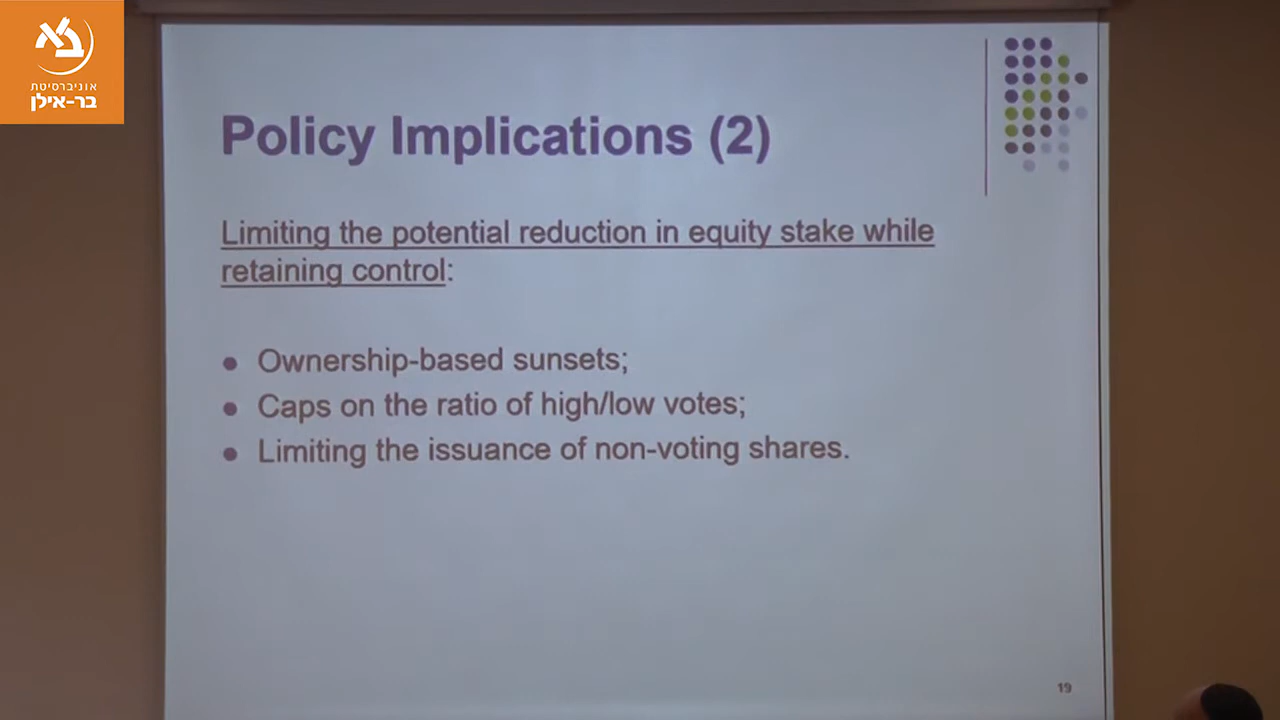 אוניברסיטת
בר-אילן
Policy Implications (2)
Limiting the potential reduction in equity stake while
retaining control:
• Ownership-based sunsets;
• Caps on the ratio of high/low votes;
• Limiting the issuance of non-voting shares.
19